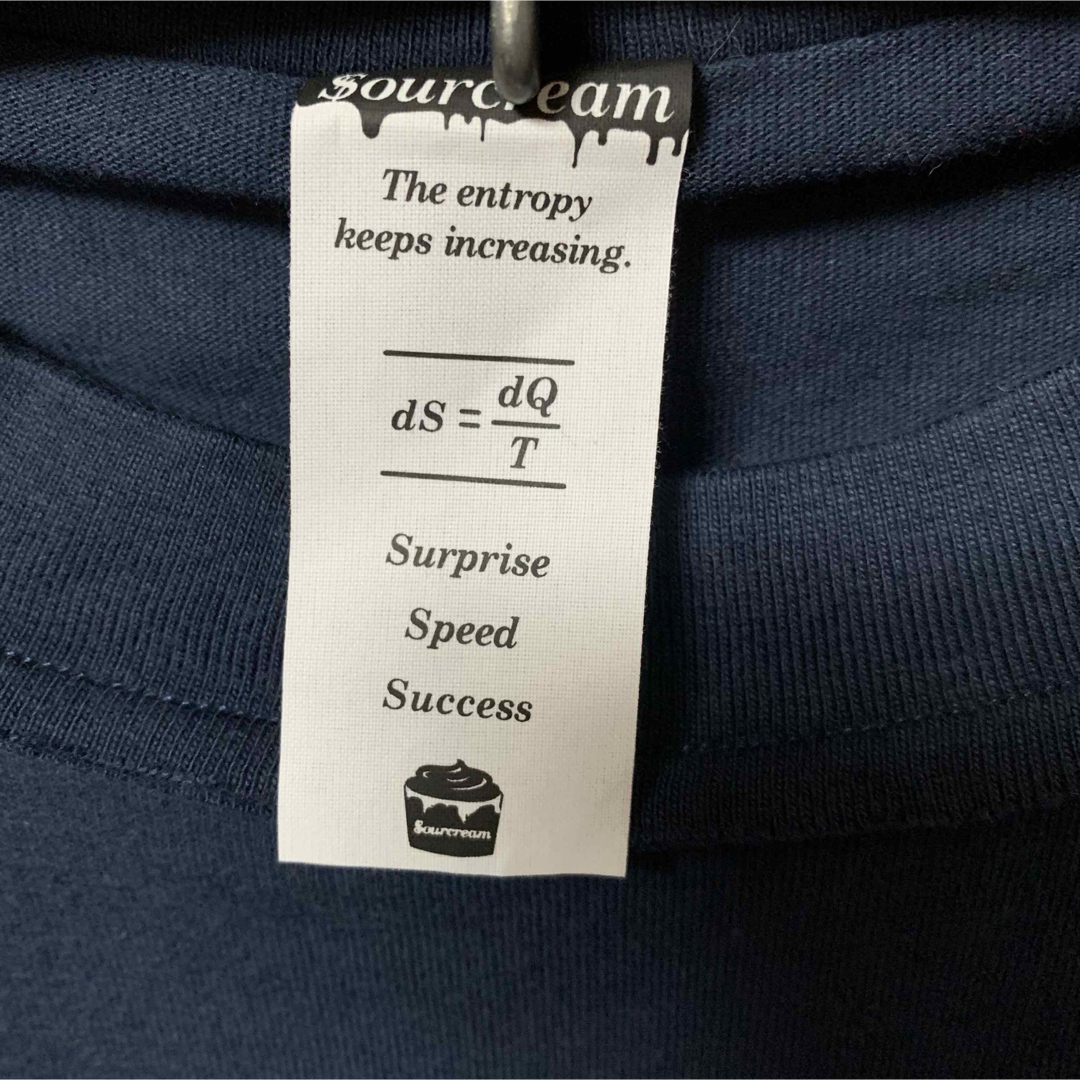 $ourcream
The entropy
keeps increasing.
dS = dQ/T
Surprise
Speed
Success
$ourcream